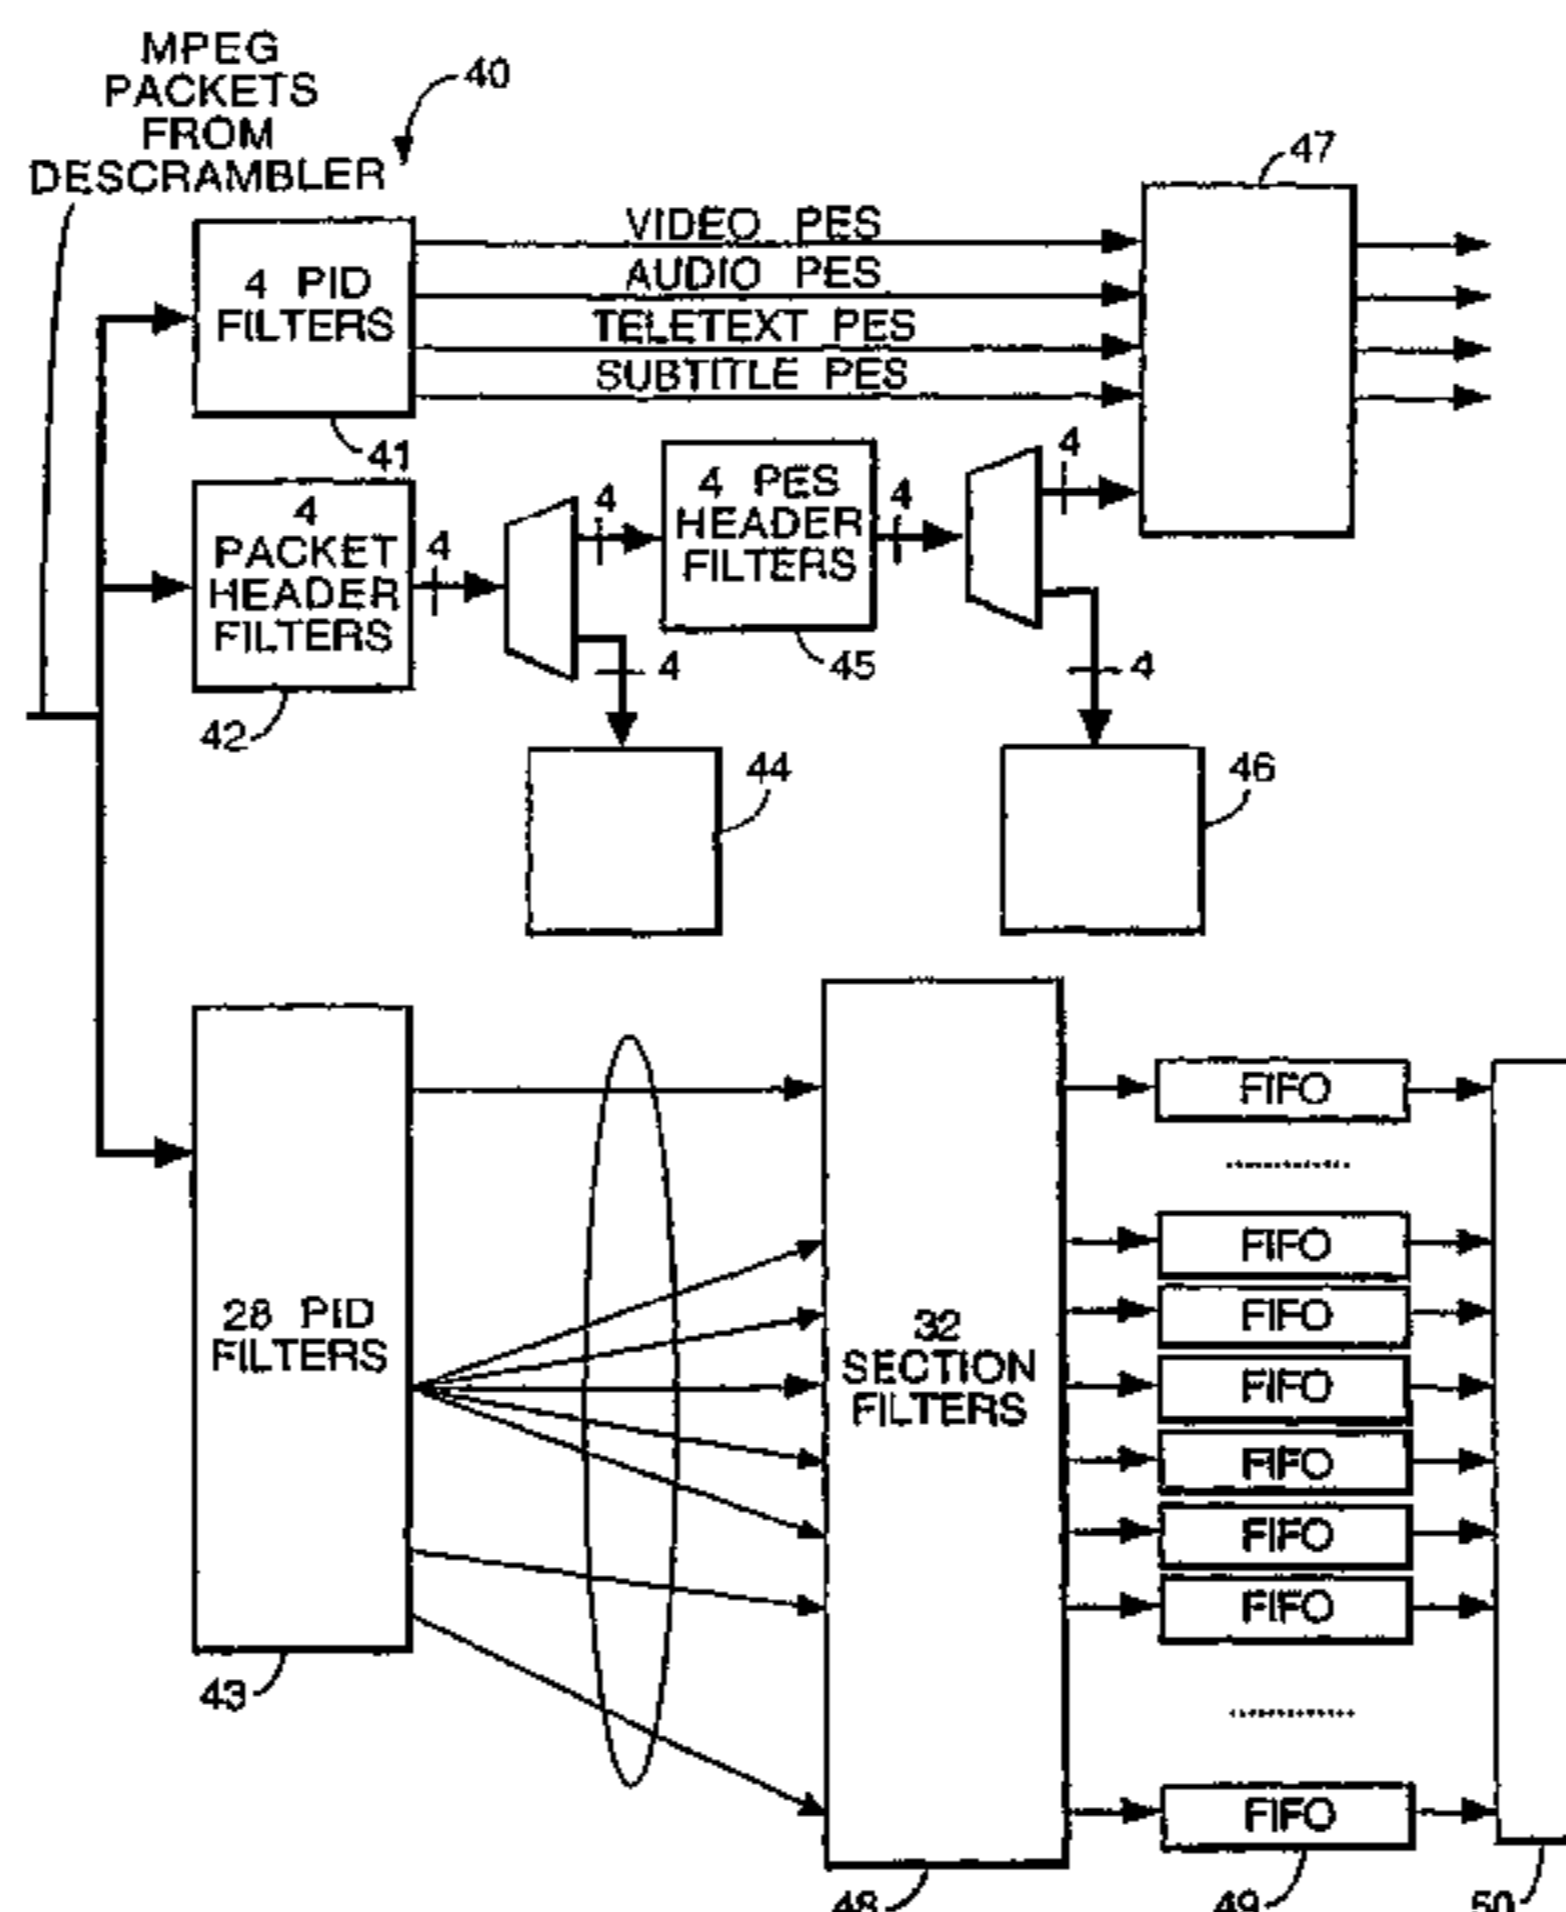 MPEG
PACKETS
FROM
DESCRAMBLER
40
47
4 PID
FILTERS
VIDEO PES
AUDIO PES
TELETEXT PES
SUBTITLE PES
41
4
PACKET
HEADER
FILTERS
4
4
4 PES
HEADER
FILTERS
4
4
42
4
45
4
44
46
28 PID
FILTERS
32
SECTION
FILTERS
FIFO
FIFO
FIFO
FIFO
FIFO
FIFO
FIFO
FIFO
43
48
49
50